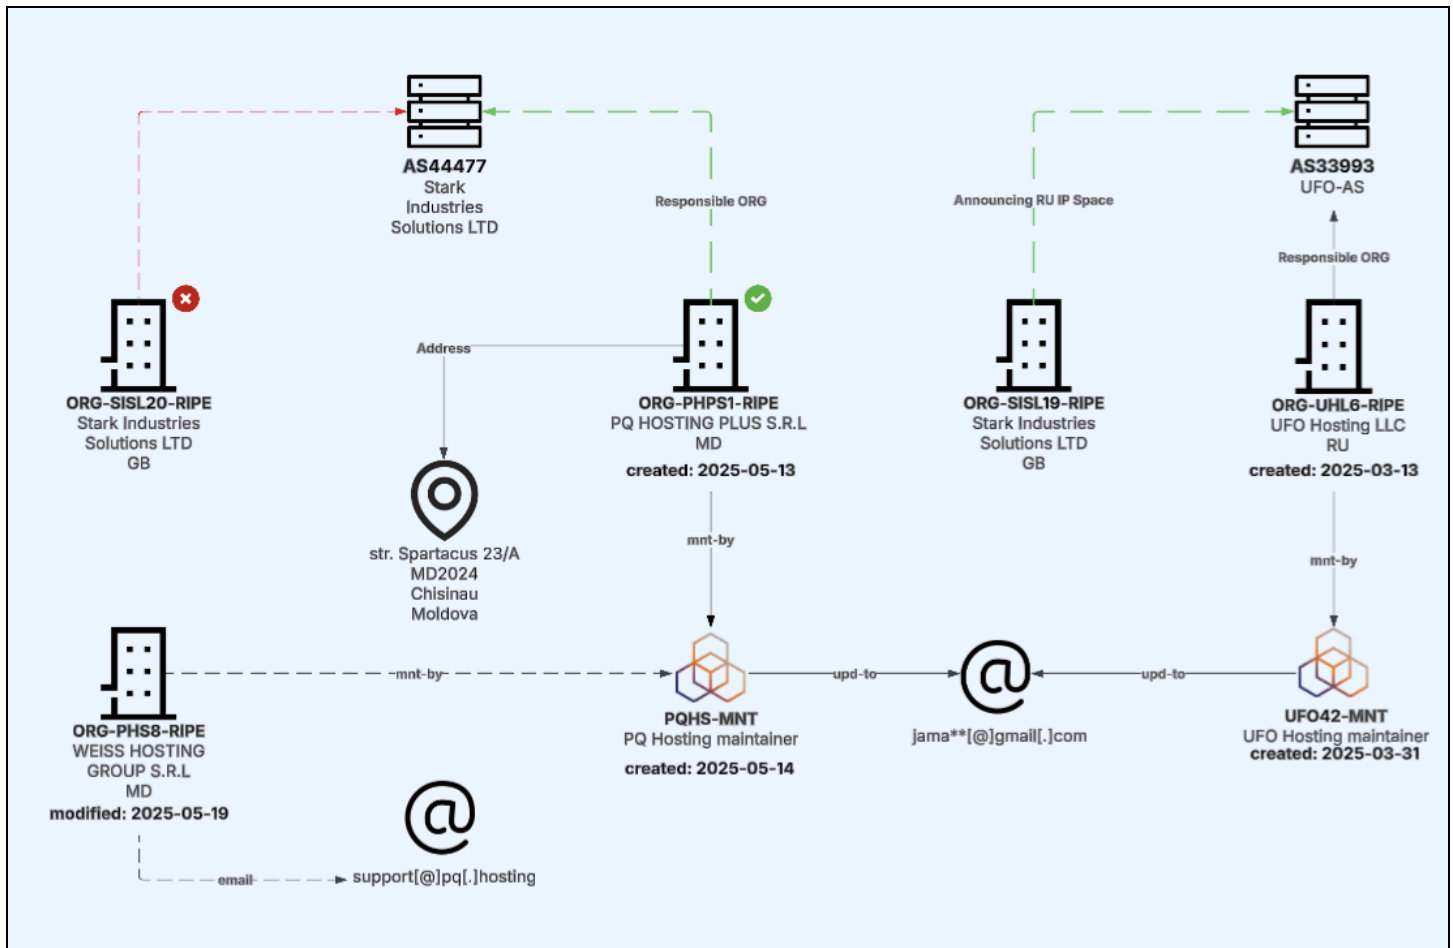 AS44477
Stark
Industries
Solutions LTD
AS33993
UFO-AS
Responsible ORG
Announcing RU IP Space
Responsible ORG
Address
ORG-SISL20-RIPE
Stark Industries
Solutions LTD
GB
ORG-PHPS1-RIPE
PQ HOSTING PLUS S.R.L
MD
created: 2025-05-13
ORG-SISL19-RIPE
Stark Industries
Solutions LTD
GB
ORG-UHL6-RIPE
UFO Hosting LLC
RU
created: 2025-03-13
str. Spartacus 23/A
MD2024
Chisinau
Moldova
mnt-by
mnt-by
mnt-by
upd-to
upd-to
ORG-PHS8-RIPE
WEISS HOSTING
GROUP S.R.L
MD
modified: 2025-05-19
PQHS-MNT
PQ Hosting maintainer
created: 2025-05-14
jama**[@]gmail[.]com
UFO42-MNT
UFO Hosting maintainer
created: 2025-03-31
email
support[@]pq[.]hosting